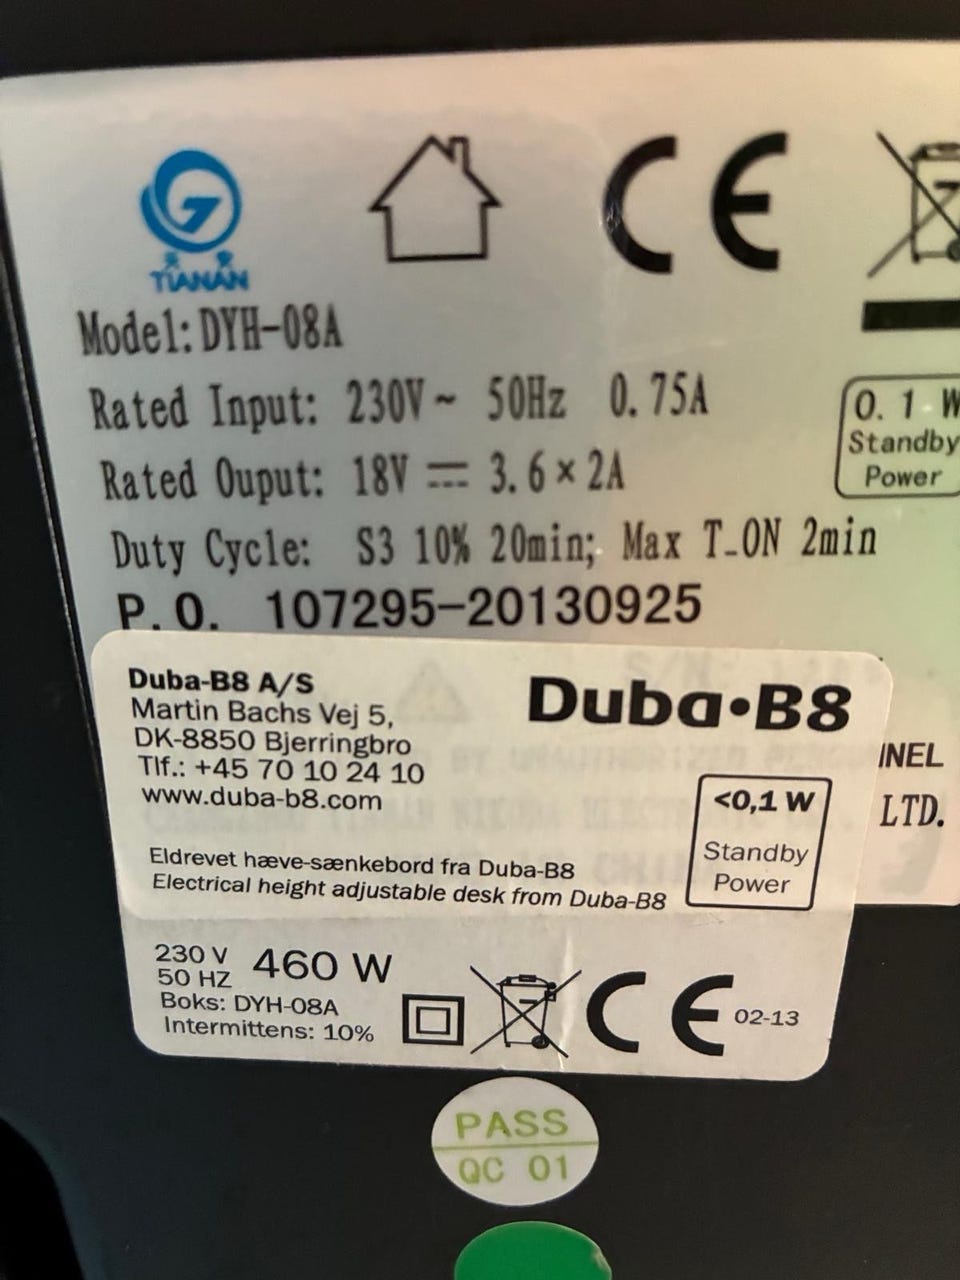 TIANAN
CE
Model: DYH-08A
Rated Input: 230V~ 50Hz 0.75A
Rated Ouput: 18V ⎓ 3.6×2A
Duty Cycle: S3 10% 20min; Max T_ON 2min
P.O. 107295-20130925
0.1 W
Standby
Power
Duba-B8 A/S
Martin Bachs Vej 5,
DK-8850 Bjerringbro
Tlf.: +45 70 10 24 10
www.duba-b8.com
Duba•B8
<0,1 W
Standby
Power
NEL
LTD.
Eldrevet hæve-sænkebord fra Duba-B8
Electrical height adjustable desk from Duba-B8
230 V
50 HZ
460 W
Boks: DYH-08A
Intermittens: 10%
CE 02-13
PASS
QC 01